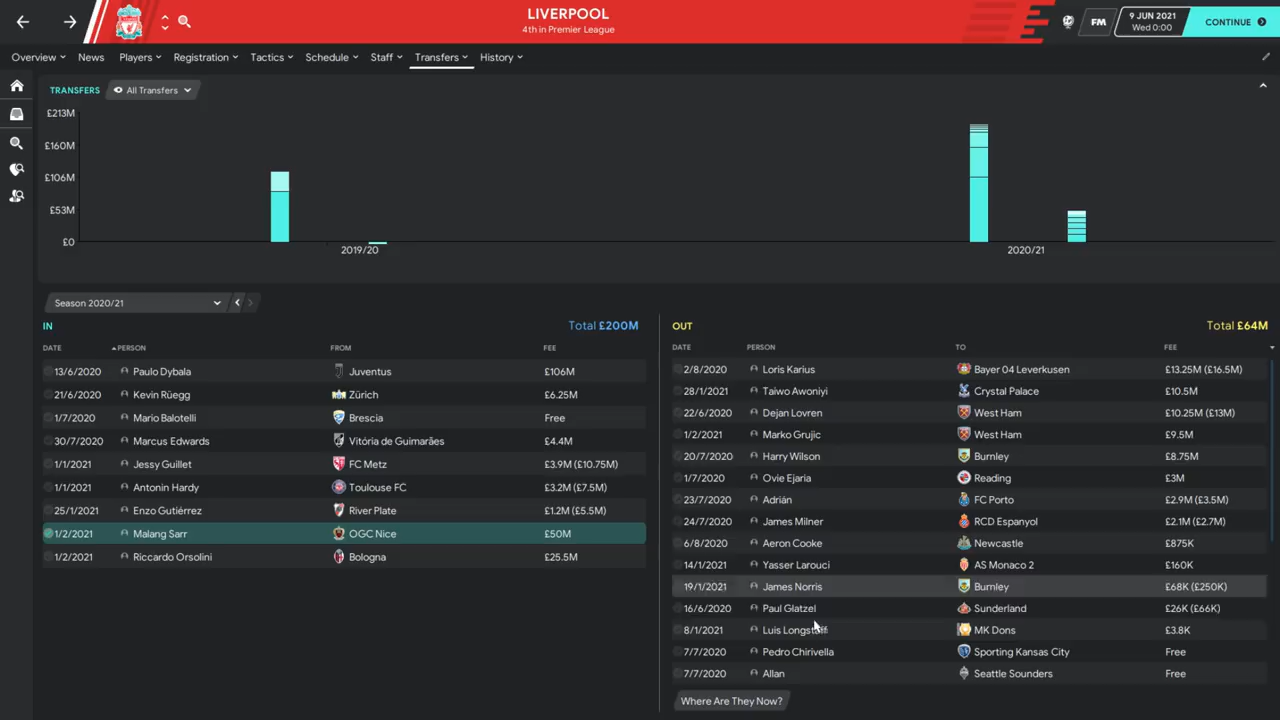 LIVERPOOL
4th in Premier League
FM
9 JUN 2021
Wed 0:00
CONTINUE
Overview News Players Registration Tactics Schedule Staff Transfers History
TRANSFERS All Transfers
£213M
£160M
£106M
£53M
£0
2019/20 2020/21
Season 2020/21
IN Total £200M
DATE PERSON FROM FEE
13/6/2020 Paulo Dybala Juventus £106M
21/6/2020 Kevin Rüegg Zürich £6.25M
1/7/2020 Mario Balotelli Brescia Free
30/7/2020 Marcus Edwards Vitória de Guimarães £4.4M
1/1/2021 Jessy Guillet FC Metz £3.9M (£10.75M)
1/1/2021 Antonin Hardy Toulouse FC £3.2M (£7.5M)
25/1/2021 Enzo Gutiérrez River Plate £1.2M (£5.5M)
1/2/2021 Malang Sarr OGC Nice £50M
1/2/2021 Riccardo Orsolini Bologna £25.5M
OUT Total £64M
DATE PERSON TO FEE
2/8/2020 Loris Karius Bayer 04 Leverkusen £13.25M (£16.5M)
28/1/2021 Taiwo Awoniyi Crystal Palace £10.5M
22/6/2020 Dejan Lovren West Ham £10.25M (£13M)
1/2/2021 Marko Grujic West Ham £9.5M
20/7/2020 Harry Wilson Burnley £8.75M
1/7/2020 Ovie Ejaria Reading £3M
23/7/2020 Adrián FC Porto £2.9M (£3.5M)
24/7/2020 James Milner RCD Espanyol £2.1M (£2.7M)
6/8/2020 Aeron Cooke Newcastle £875K
14/1/2021 Yasser Larouci AS Monaco 2 £160K
19/1/2021 James Norris Burnley £68K (£250K)
16/6/2020 Paul Glatzel Sunderland £26K (£66K)
8/1/2021 Luis Longstaff MK Dons £3.8K
7/7/2020 Pedro Chirivella Sporting Kansas City Free
7/7/2020 Allan Seattle Sounders Free
Where Are They Now?